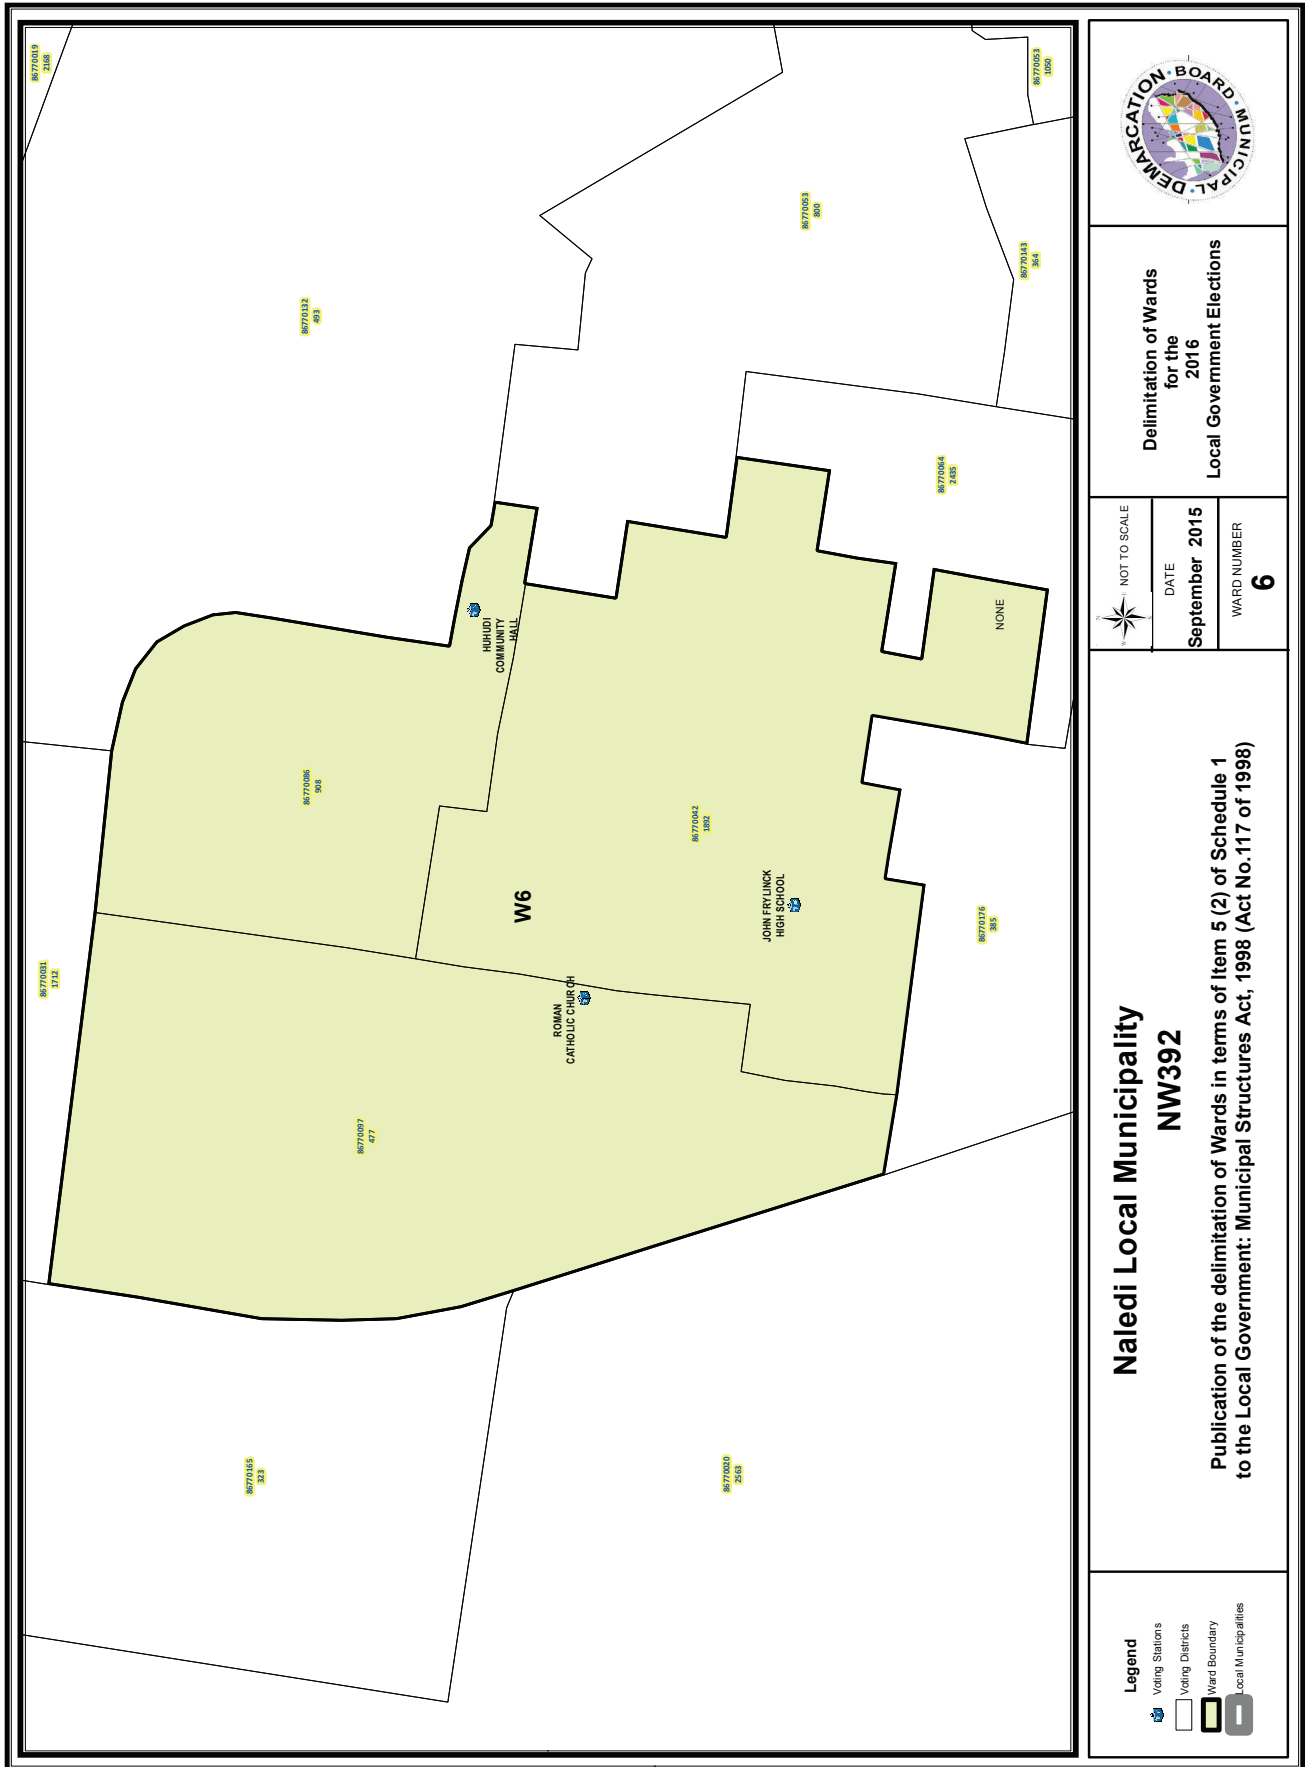 86770019
2168
86770132
493
86770053
1050
86770053
800
86770143
364
86770064
2435
86770031
1712
86770086
908
HUHUDI
COMMUNITY
HALL
NONE
86770042
1892
W6
JOHN FRYLINCK
HIGH SCHOOL
86770176
385
ROMAN
CATHOLIC CHURCH
86770097
477
86770165
323
86770020
2563
Legend
Voting Stations
Voting Districts
Ward Boundary
Local Municipalities
Naledi Local Municipality
NW392
Publication of the delimitation of Wards in terms of Item 5 (2) of Schedule 1
to the Local Government: Municipal Structures Act, 1998 (Act No.117 of 1998)
N
W
E
S
NOT TO SCALE
DATE
September 2015
WARD NUMBER
6
Delimitation of Wards
for the
2016
Local Government Elections
MUNICIPAL • DEMARCATION • BOARD •